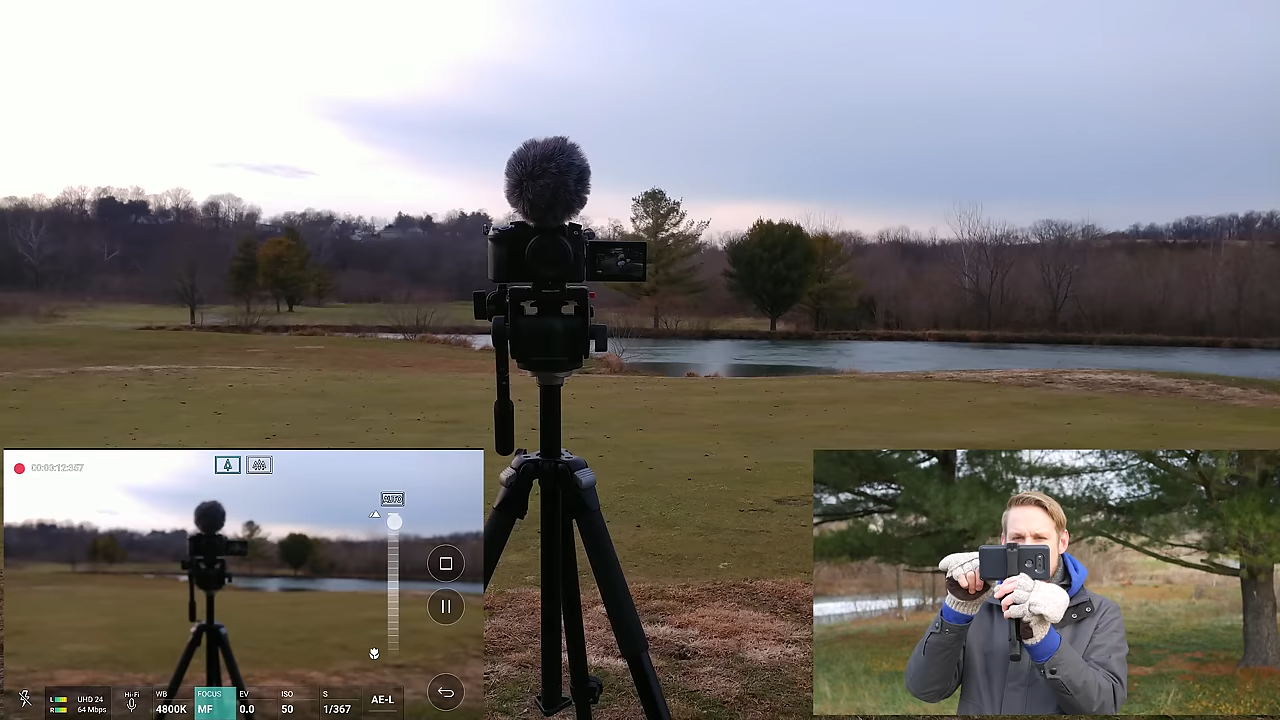 00:00:12:357
AUTO
UHD 24
64 Mbps
L
R
Hi-Fi
WB
4800K
FOCUS
MF
EV
0.0
ISO
50
S
1/367
AE-L